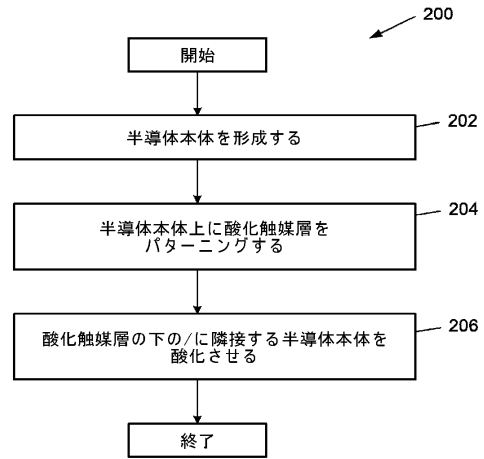 200
開始
半導体本体を形成する
202
半導体本体上に酸化触媒層を
パターニングする
204
酸化触媒層の下の/に隣接する半導体本体を
酸化させる
206
終了